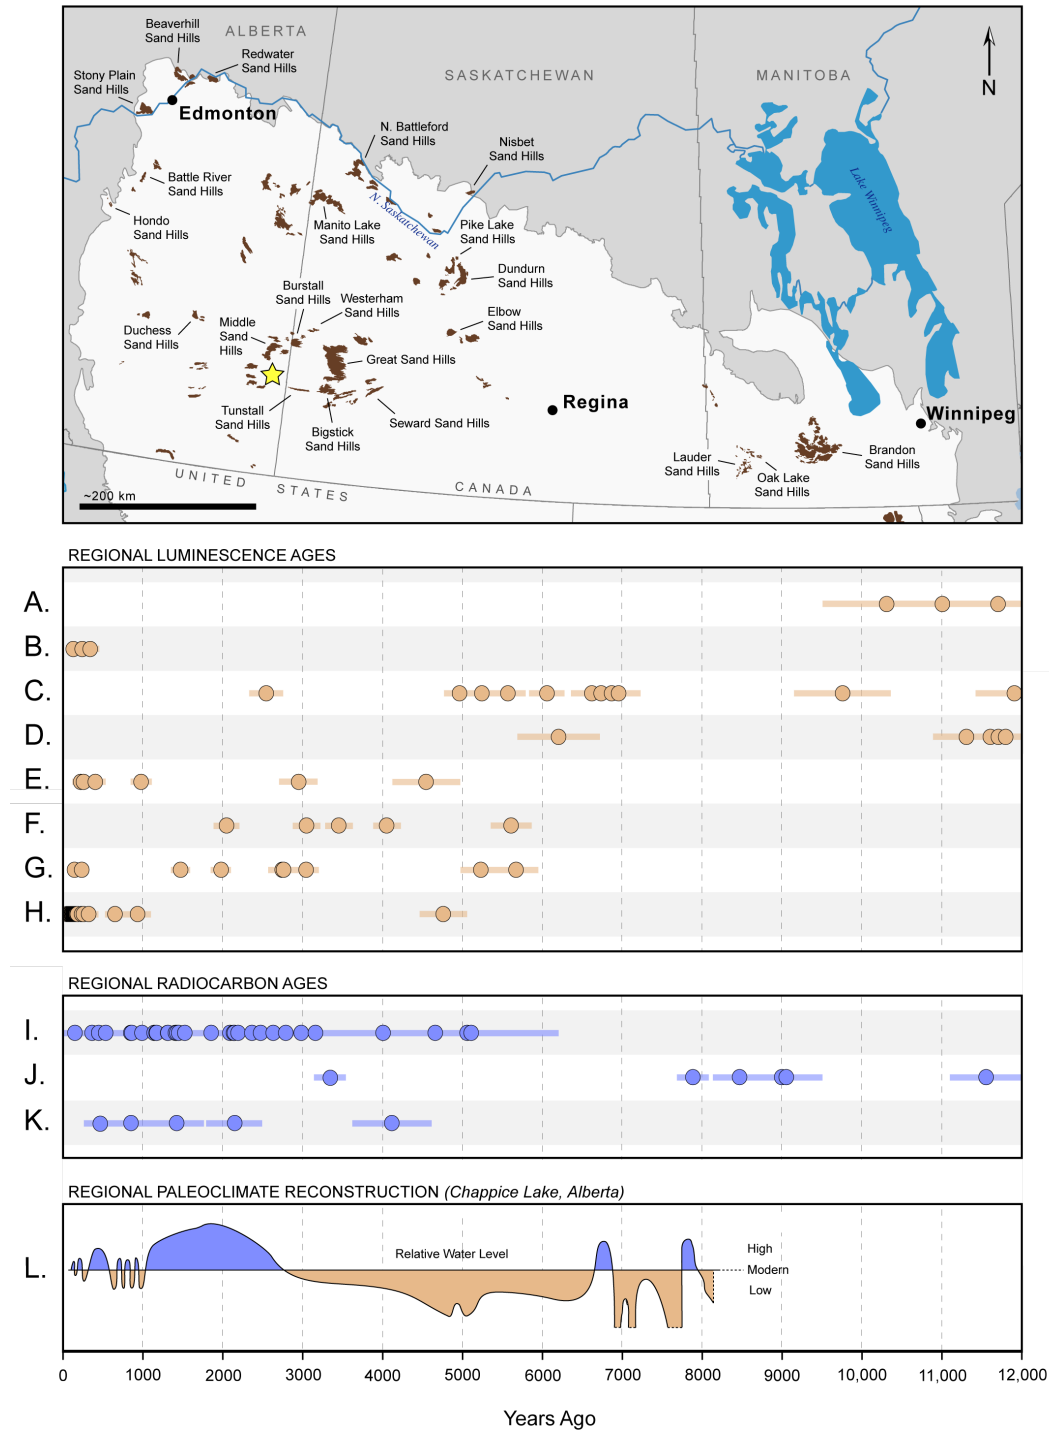 Beaverhill
Sand Hills
ALBERTA
Redwater
Sand Hills
Stony Plain
Sand Hills
SASKATCHEWAN
MANITOBA
N
Edmonton
N. Battleford
Sand Hills
Nisbet
Sand Hills
Battle River
Sand Hills
Lake Winnipeg
Hondo
Sand Hills
Manito Lake
Sand Hills
N. Saskatchewan
Pike Lake
Sand Hills
Dundurn
Sand Hills
Burstall
Sand Hills
Westerham
Sand Hills
Elbow
Sand Hills
Duchess
Sand Hills
Middle
Sand
Hills
Great Sand Hills
Regina
Winnipeg
Tunstall
Sand Hills
Bigstick
Sand Hills
Seward Sand Hills
Brandon
Sand Hills
Lauder
Sand Hills
Oak Lake
Sand Hills
UNITED STATES
CANADA
~200 km
REGIONAL LUMINESCENCE AGES
A.
B.
C.
D.
E.
F.
G.
H.
REGIONAL RADIOCARBON AGES
I.
J.
K.
REGIONAL PALEOCLIMATE RECONSTRUCTION (Chappice Lake, Alberta)
L.
Relative Water Level
High
Modern
Low
0 1000 2000 3000 4000 5000 6000 7000 8000 9000 10,000 11,000 12,000
Years Ago